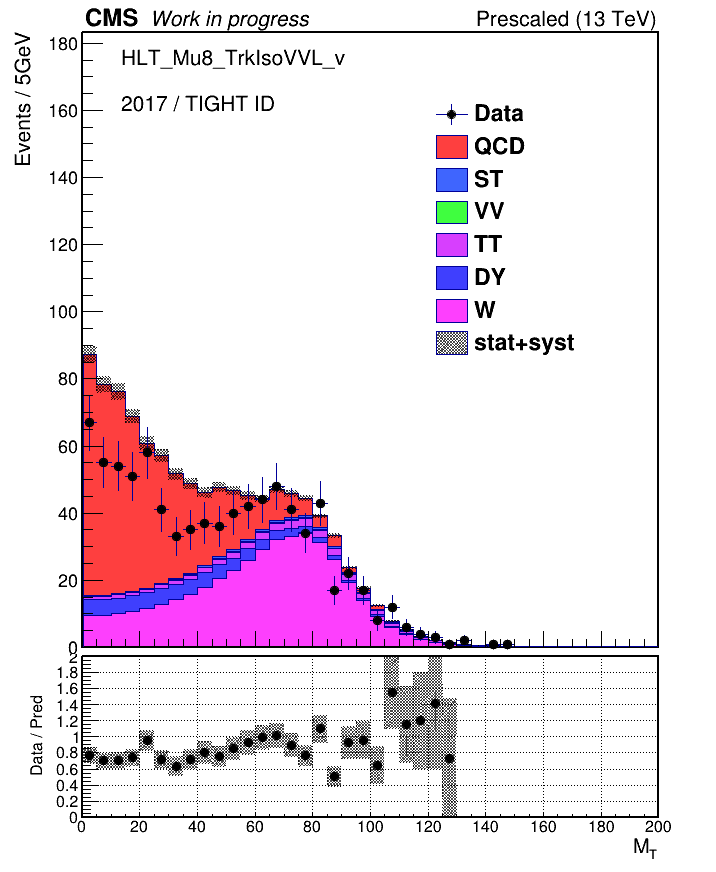 CMS Work in progress Prescaled (13 TeV)
Events / 5GeV
HLT_Mu8_TrkIsoVVL_v
2017 / TIGHT ID
Data
QCD
ST
VV
TT
DY
W
stat+syst
180
160
140
120
100
80
60
40
20
0
Data / Pred
2
1.8
1.6
1.4
1.2
1
0.8
0.6
0.4
0.2
0
0 20 40 60 80 100 120 140 160 180 200
M_T